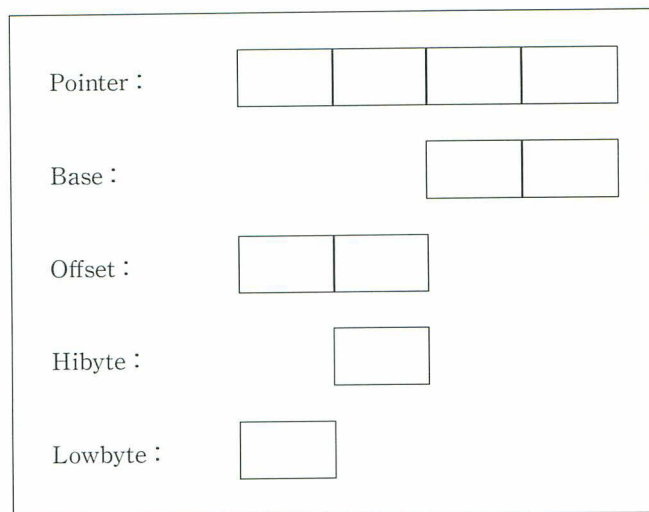 Pointer：
Base：
Offset：
Hibyte：
Lowbyte：